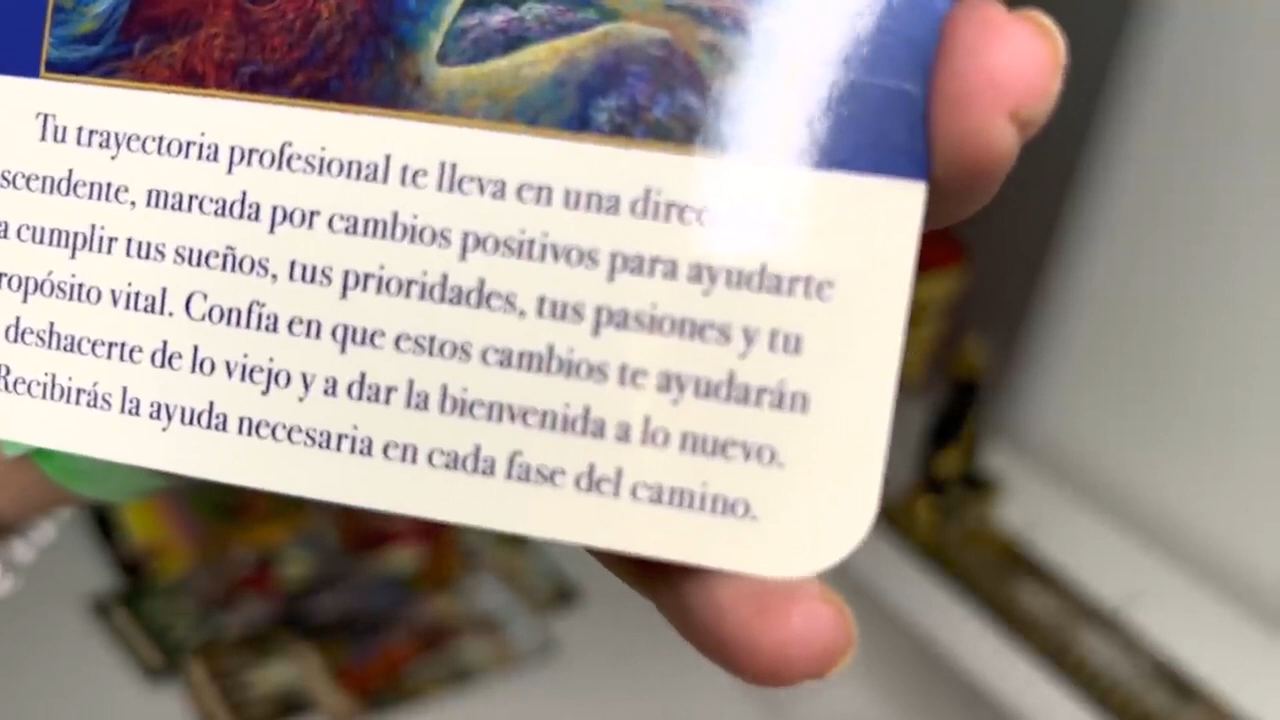 Tu trayectoria profesional te lleva en una direc
scendente, marcada por cambios positivos para ayudarte
a cumplir tus sueños, tus prioridades, tus pasiones y tu
ropósito vital. Confía en que estos cambios te ayudarán
deshacerte de lo viejo y a dar la bienvenida a lo nuevo.
Recibirás la ayuda necesaria en cada fase del camino.